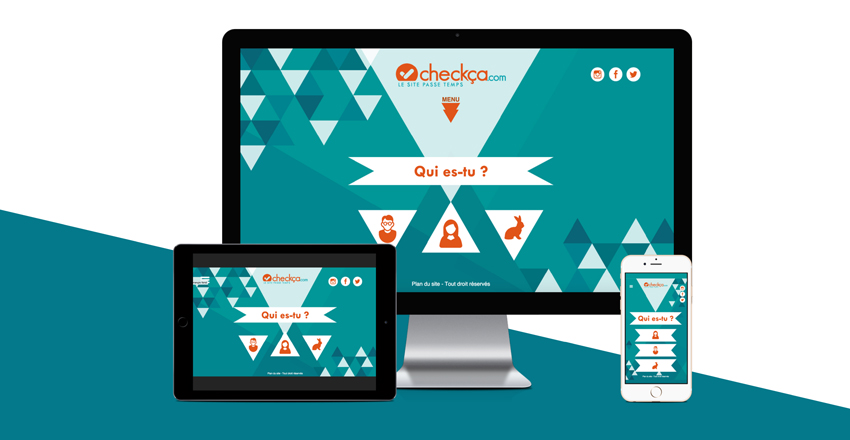 checkça.com
LE SITE PASSE TEMPS
MENU
Qui es-tu ?
Plan du site - Tout droit réservés
checkça.com
Qui es-tu ?
Plan du site - Tout droit réservés
checkça
Qui es-tu ?